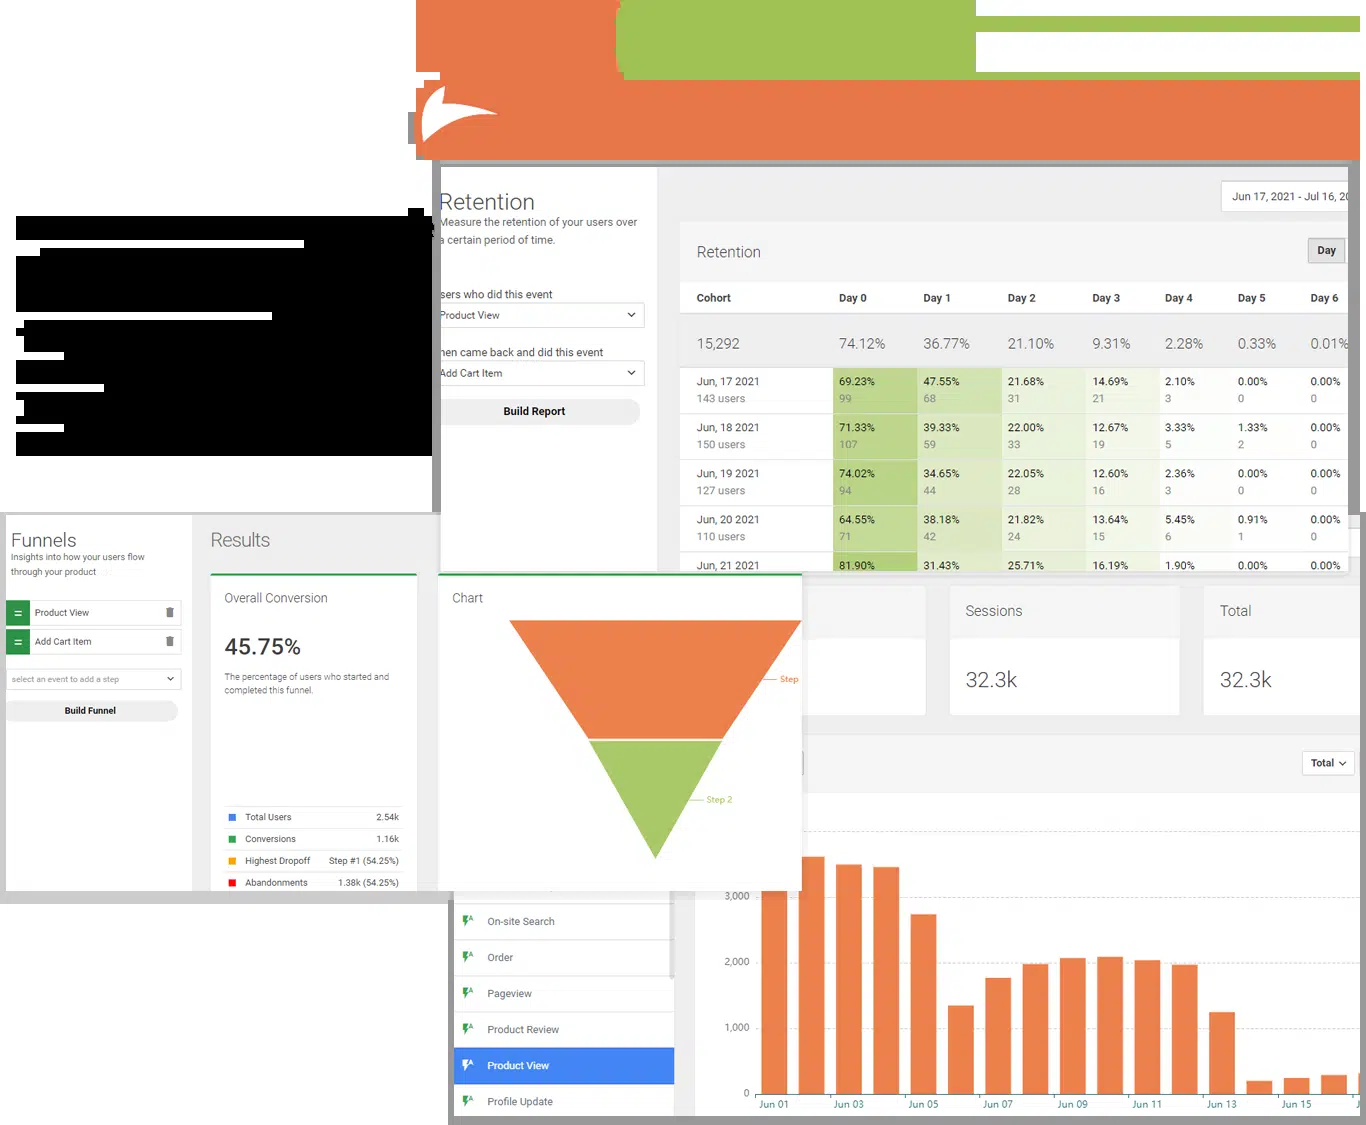 Retention
Measure the retention of your users over
a certain period of time.
sers who did this event
Product View
hen came back and did this event
Add Cart Item
Build Report
Jun 17, 2021 - Jul 16, 20
Retention
Day
Cohort Day 0 Day 1 Day 2 Day 3 Day 4 Day 5 Day 6
15,292 74.12% 36.77% 21.10% 9.31% 2.28% 0.33% 0.01%
Jun, 17 2021 69.23% 47.55% 21.68% 14.69% 2.10% 0.00% 0.00%
143 users 99 68 31 21 3 0 0
Jun, 18 2021 71.33% 39.33% 22.00% 12.67% 3.33% 1.33% 0.00%
150 users 107 59 33 19 5 2 0
Jun, 19 2021 74.02% 34.65% 22.05% 12.60% 2.36% 0.00% 0.00%
127 users 94 44 28 16 3 0 0
Jun, 20 2021 64.55% 38.18% 21.82% 13.64% 5.45% 0.91% 0.00%
110 users 71 42 24 15 6 1 0
Jun, 21 2021 81.90% 31.43% 25.71% 16.19% 1.90% 0.00% 0.00%
Funnels
Insights into how your users flow
through your product
= Product View
= Add Cart Item
select an event to add a step
Build Funnel
Results
Overall Conversion
45.75%
The percentage of users who started and
completed this funnel.
Total Users 2.54k
Conversions 1.16k
Highest Dropoff Step #1 (54.25%)
Abandonments 1.38k (54.25%)
Chart
Step
Step 2
Sessions
32.3k
Total
32.3k
Total
On-site Search
Order
Pageview
Product Review
Product View
Profile Update
3,000
2,000
1,000
0
Jun 01 Jun 03 Jun 05 Jun 07 Jun 09 Jun 11 Jun 13 Jun 15